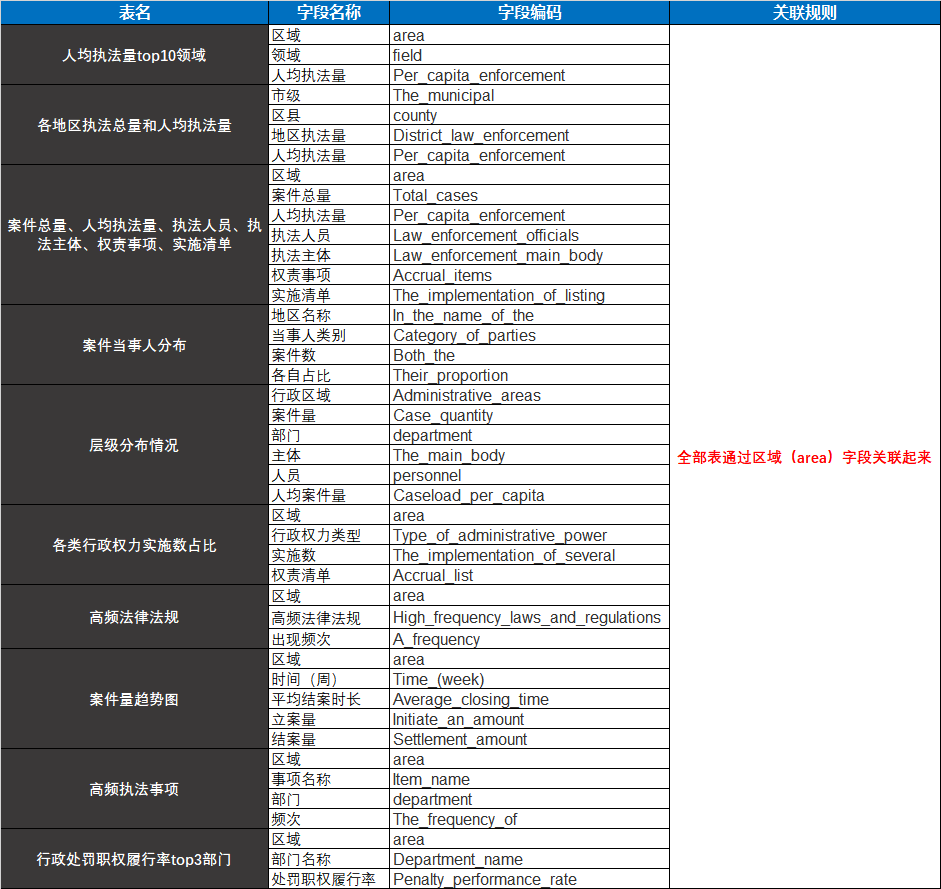 表名 字段名称 字段编码 关联规则
人均执法量top10领域
区域 area
领域 field
人均执法量 Per_capita_enforcement
各地区执法总量和人均执法量
市级 The_municipal
区县 county
地区执法量 District_law_enforcement
人均执法量 Per_capita_enforcement
案件总量、人均执法量、执法人员、执
法主体、权责事项、实施清单
区域 area
案件总量 Total_cases
人均执法量 Per_capita_enforcement
执法人员 Law_enforcement_officials
执法主体 Law_enforcement_main_body
权责事项 Accrual_items
实施清单 The_implementation_of_listing
案件当事人分布
地区名称 In_the_name_of_the
当事人类别 Category_of_parties
案件数 Both_the
各自占比 Their_proportion
层级分布情况
行政区域 Administrative_areas
案件量 Case_quantity
部门 department
主体 The_main_body
人员 personnel
人均案件量 Caseload_per_capita
全部表通过区域（area）字段关联起来
各类行政权力实施数占比
区域 area
行政权力类型 Type_of_administrative_power
实施数 The_implementation_of_several
权责清单 Accrual_list
高频法律法规
区域 area
高频法律法规 High_frequency_laws_and_regulations
出现频次 A_frequency
案件量趋势图
区域 area
时间（周） Time_(week)
平均结案时长 Average_closing_time
立案量 Initiate_an_amount
结案量 Settlement_amount
高频执法事项
区域 area
事项名称 Item_name
部门 department
频次 The_frequency_of
行政处罚职权履行率top3部门
区域 area
部门名称 Department_name
处罚职权履行率 Penalty_performance_rate